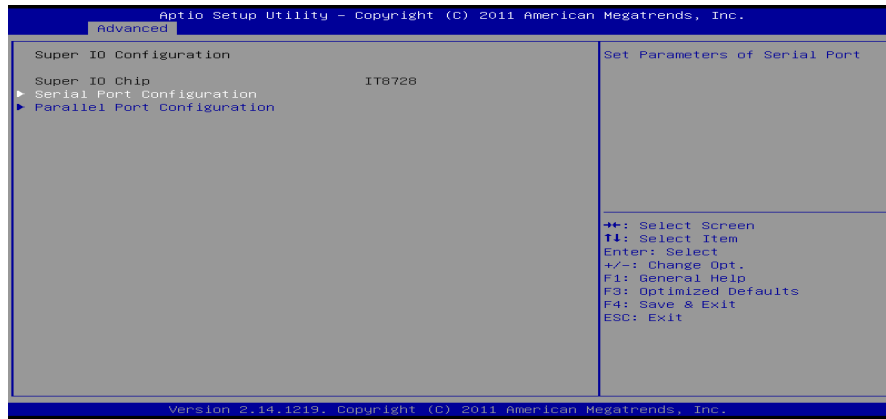 Aptio Setup Utility – Copyright (C) 2011 American Megatrends, Inc.
Advanced
Super IO Configuration
Super IO Chip IT8728
Serial Port Configuration
Parallel Port Configuration
Set Parameters of Serial Port
→←: Select Screen
↑↓: Select Item
Enter: Select
+/-: Change Opt.
F1: General Help
F3: Optimized Defaults
F4: Save & Exit
ESC: Exit
Version 2.14.1219. Copyright (C) 2011 American Megatrends, Inc.